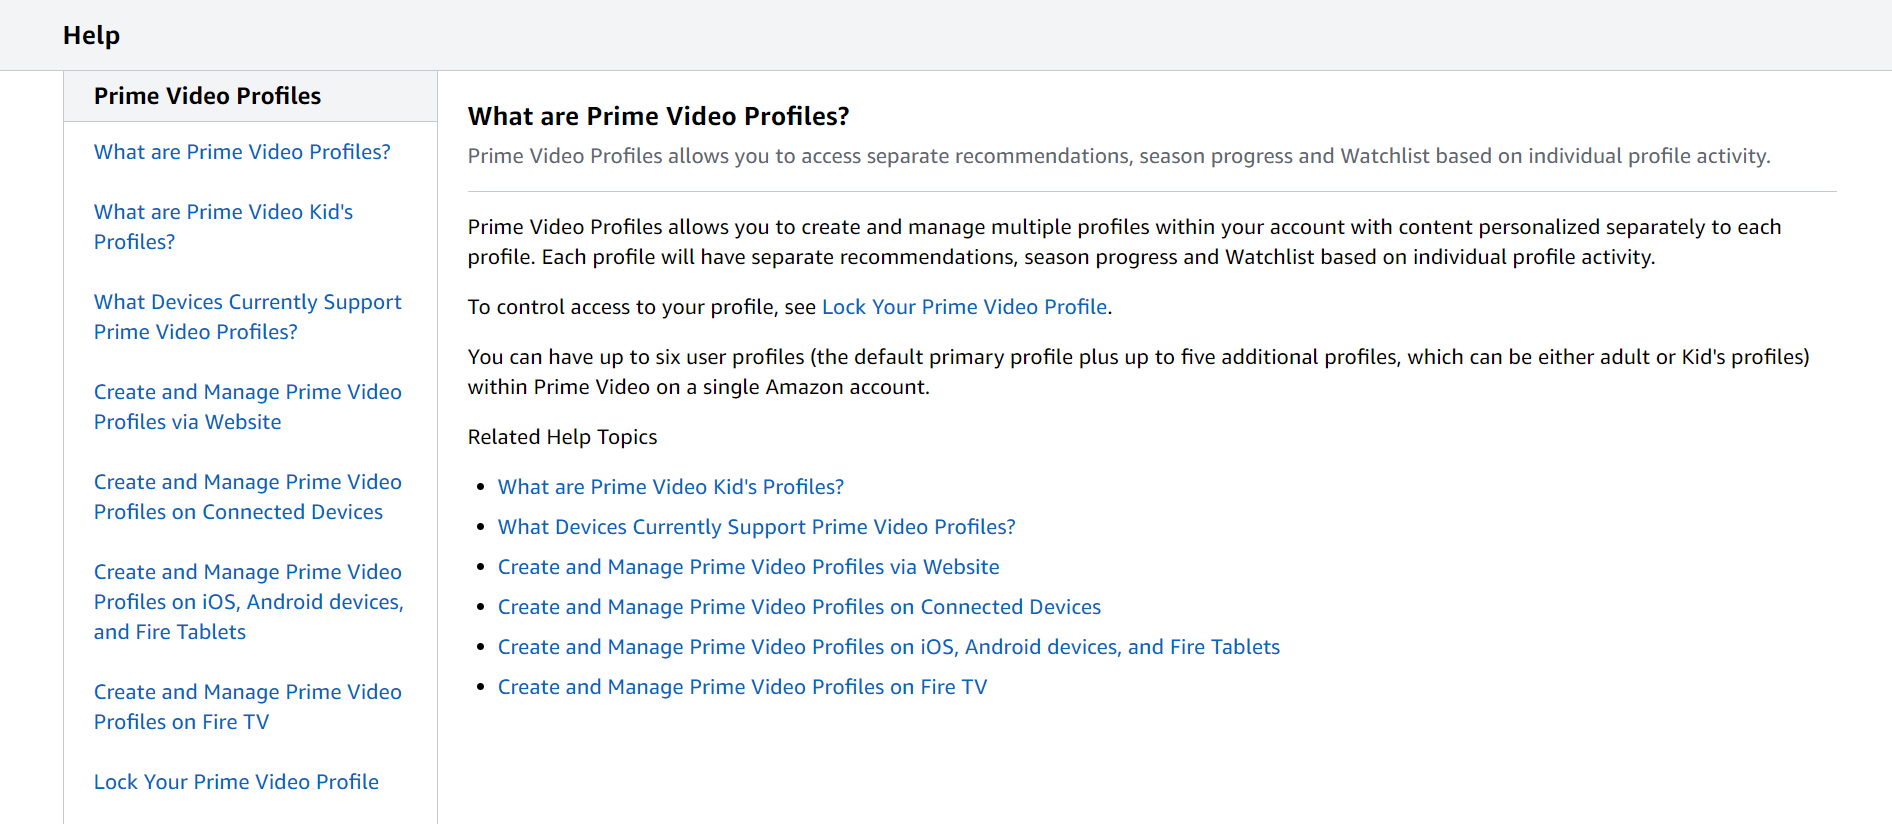 Help
Prime Video Profiles
What are Prime Video Profiles?
What are Prime Video Kid's
Profiles?
What Devices Currently Support
Prime Video Profiles?
Create and Manage Prime Video
Profiles via Website
Create and Manage Prime Video
Profiles on Connected Devices
Create and Manage Prime Video
Profiles on iOS, Android devices,
and Fire Tablets
Create and Manage Prime Video
Profiles on Fire TV
Lock Your Prime Video Profile
What are Prime Video Profiles?
Prime Video Profiles allows you to access separate recommendations, season progress and Watchlist based on individual profile activity.
Prime Video Profiles allows you to create and manage multiple profiles within your account with content personalized separately to each
profile. Each profile will have separate recommendations, season progress and Watchlist based on individual profile activity.
To control access to your profile, see Lock Your Prime Video Profile.
You can have up to six user profiles (the default primary profile plus up to five additional profiles, which can be either adult or Kid's profiles)
within Prime Video on a single Amazon account.
Related Help Topics
• What are Prime Video Kid's Profiles?
• What Devices Currently Support Prime Video Profiles?
• Create and Manage Prime Video Profiles via Website
• Create and Manage Prime Video Profiles on Connected Devices
• Create and Manage Prime Video Profiles on iOS, Android devices, and Fire Tablets
• Create and Manage Prime Video Profiles on Fire TV